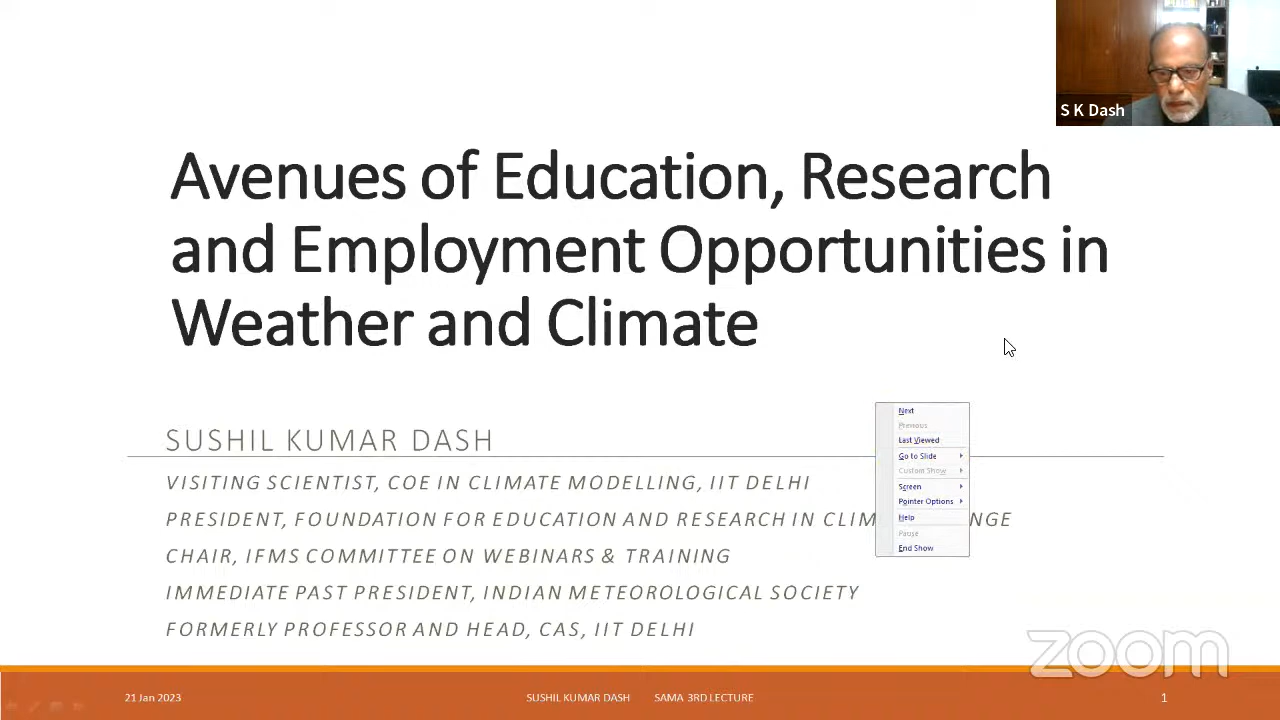 S K Dash
Avenues of Education, Research
and Employment Opportunities in
Weather and Climate
SUSHIL KUMAR DASH
VISITING SCIENTIST, COE IN CLIMATE MODELLING, IIT DELHI
PRESIDENT, FOUNDATION FOR EDUCATION AND RESEARCH IN CLIM NGE
CHAIR, IFMS COMMITTEE ON WEBINARS & TRAINING
IMMEDIATE PAST PRESIDENT, INDIAN METEOROLOGICAL SOCIETY
FORMERLY PROFESSOR AND HEAD, CAS, IIT DELHI
Next
Previous
Last Viewed
Go to Slide
Custom Show
Screen
Pointer Options
Help
Pause
End Show
zoom
21 Jan 2023
SUSHIL KUMAR DASH SAMA 3RD LECTURE
1